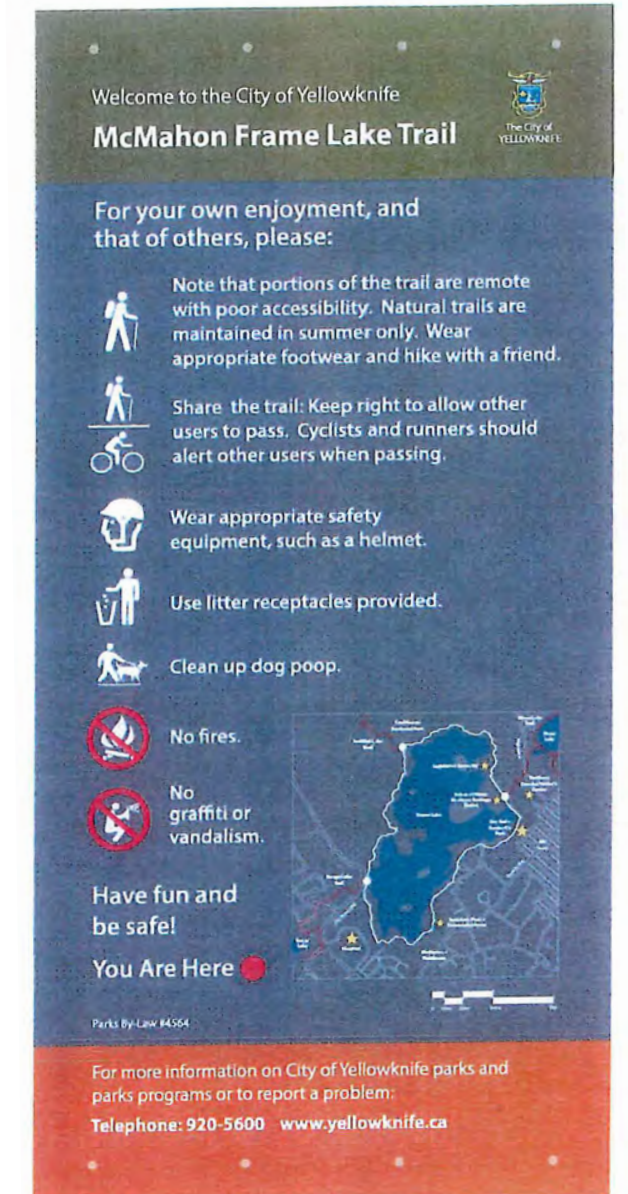 Welcome to the City of Yellowknife
McMahon Frame Lake Trail
The City of
YELLOWKNIFE
For your own enjoyment, and
that of others, please:
Note that portions of the trail are remote
with poor accessibility. Natural trails are
maintained in summer only. Wear
appropriate footwear and hike with a friend.
Share the trail: Keep right to allow other
users to pass. Cyclists and runners should
alert other users when passing.
Wear appropriate safety
equipment, such as a helmet.
Use litter receptacles provided.
Clean up dog poop.
No fires.
No
graffiti or
vandalism.
Frame Lake
Hospital
Have fun and
be safe!
You Are Here
Parks By-Law #4564
For more information on City of Yellowknife parks and
parks programs or to report a problem:
Telephone: 920-5600 www.yellowknife.ca